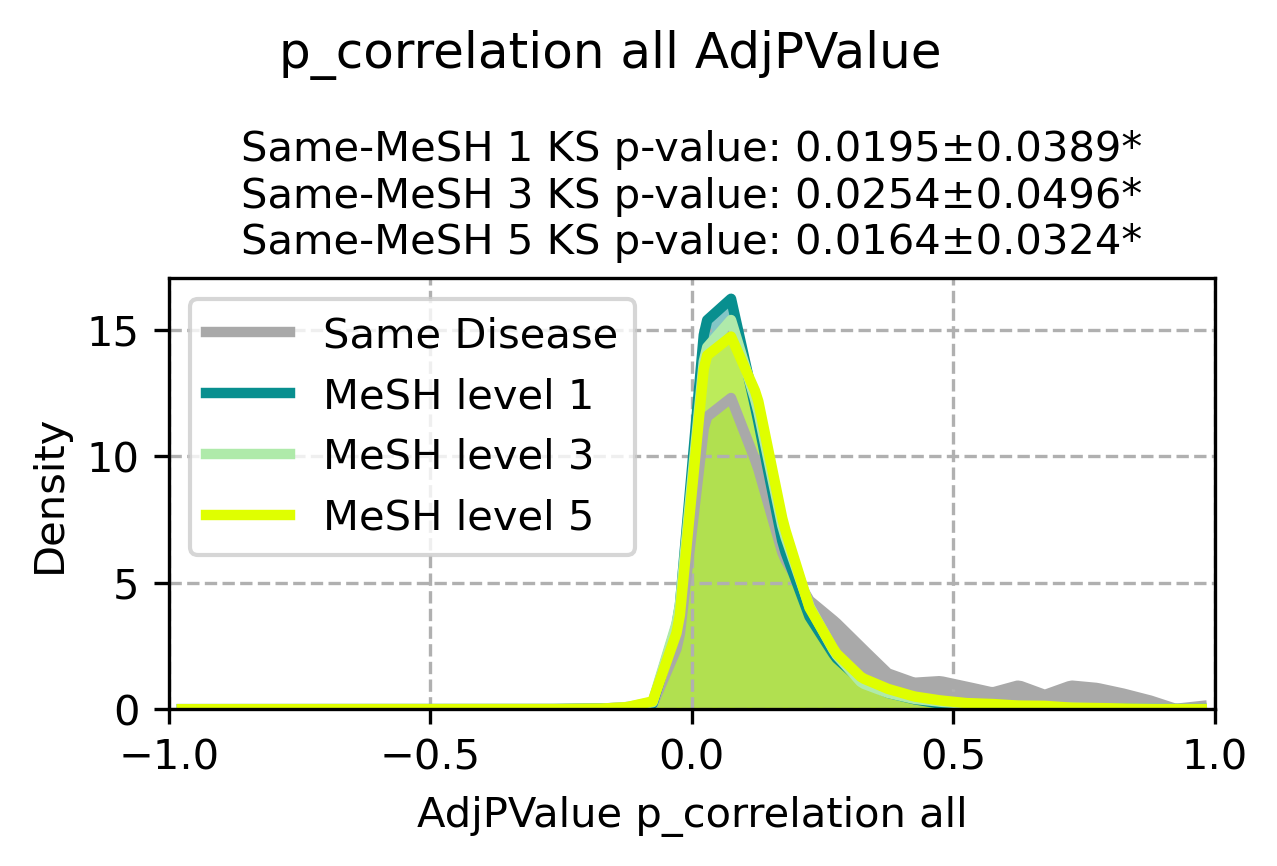 p_correlation all AdjPValue
Same-MeSH 1 KS p-value: 0.0195±0.0389*
Same-MeSH 3 KS p-value: 0.0254±0.0496*
Same-MeSH 5 KS p-value: 0.0164±0.0324*
Same Disease
MeSH level 1
MeSH level 3
MeSH level 5
Density
15
10
5
0
−1.0 −0.5 0.0 0.5 1.0
AdjPValue p_correlation all